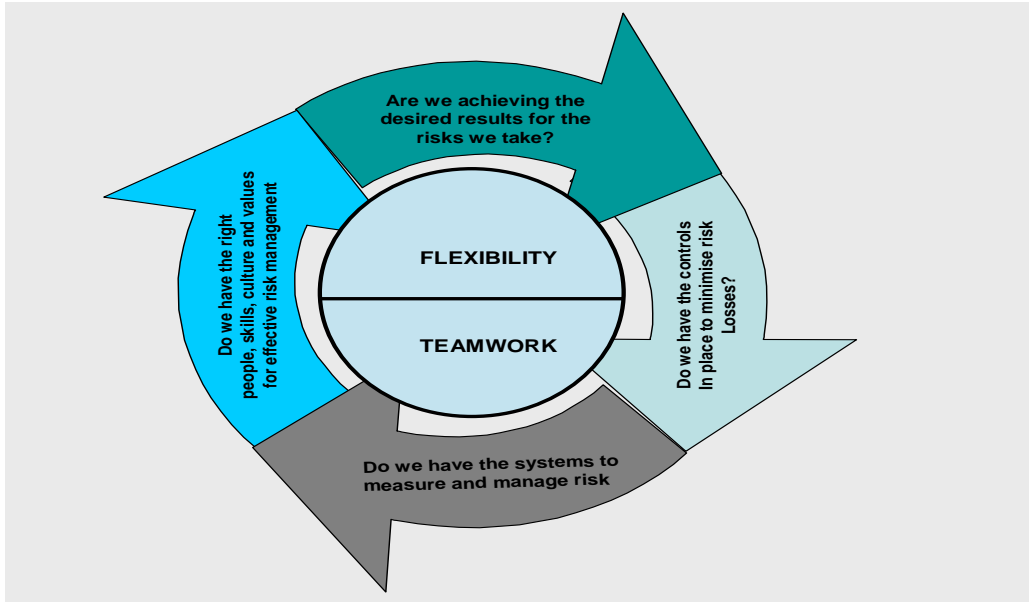 Are we achieving the
desired results for the
risks we take?
Do we have the controls
In place to minimise risk
Losses?
Do we have the systems to
measure and manage risk
Do we have the right
people, skills, culture and values
for effective risk management
FLEXIBILITY
TEAMWORK